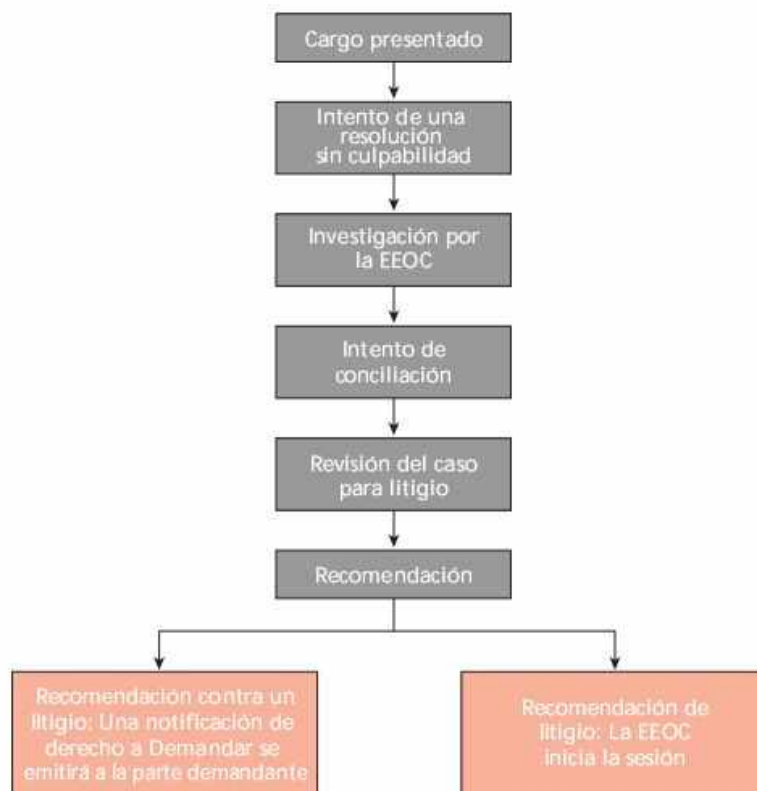 Cargo presentado
Intento de una
resolución
sin culpabilidad
Investigación por
la EEOC
Intento de
conciliación
Revisión del caso
para litigio
Recomendación
Recomendación contra un
litigio: Una notificación de
derecho a Demandar se
emitirá a la parte demandante
Recomendación de
litigio: La EEOC
inicia la sesión